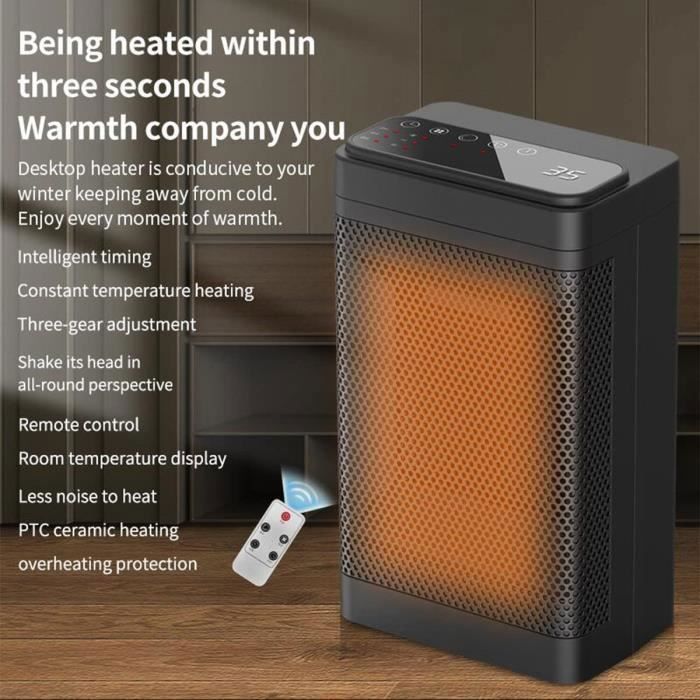 Being heated within
three seconds
Warmth company you
Desktop heater is conducive to your
winter keeping away from cold.
Enjoy every moment of warmth.
Intelligent timing
Constant temperature heating
Three-gear adjustment
Shake its head in
all-round perspective
Remote control
Room temperature display
Less noise to heat
PTC ceramic heating
overheating protection
35